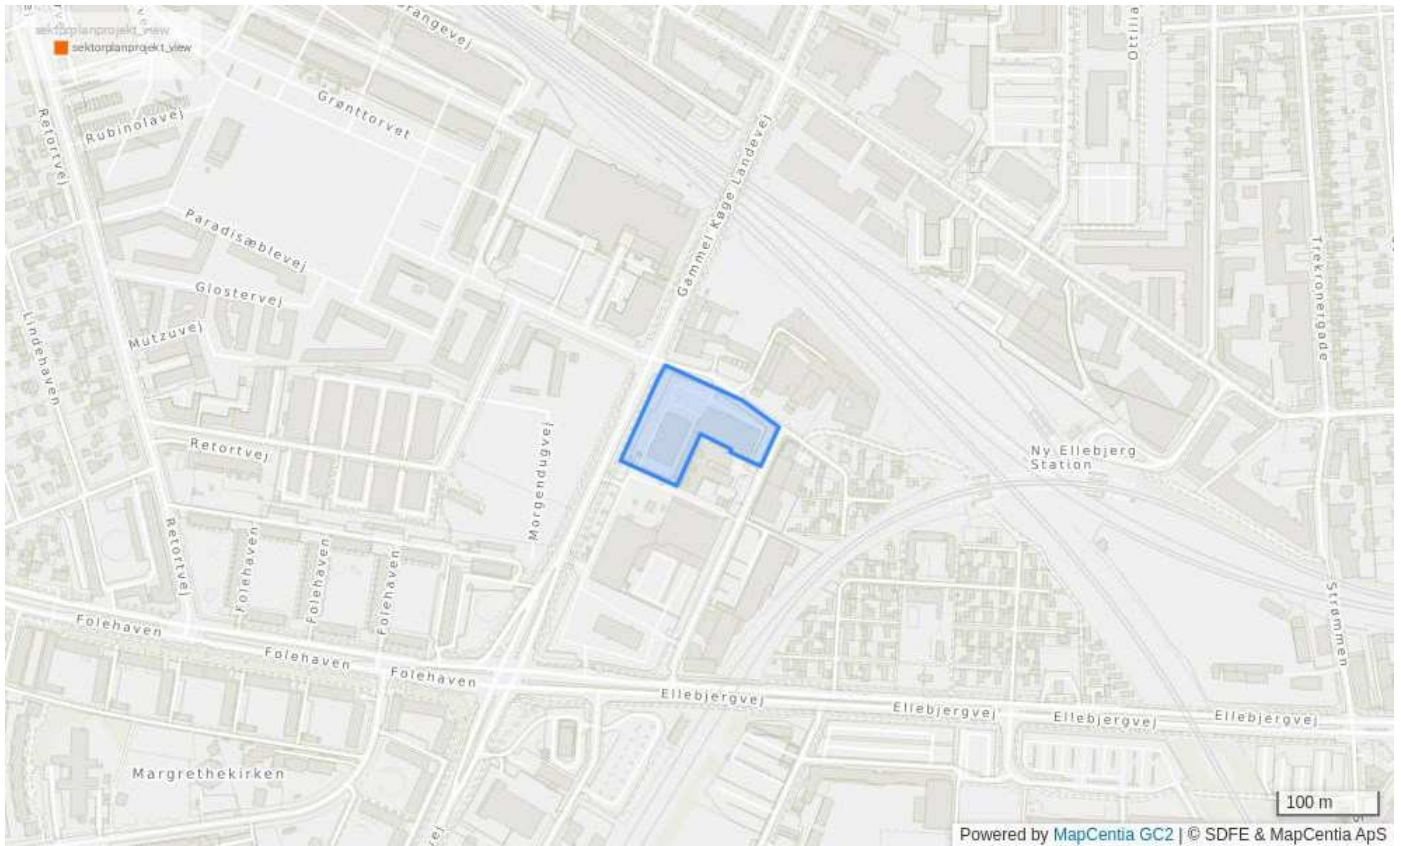 sektorplanprojekt_view
sektorplanprojekt_view
Grønttorvet
Rubinolavej
Retortvej
Paradisæblevej
Glostervej
Mutzuvej
Lindehaven
Retortvej
Gammel Køge Landevej
Trekronergade
Ny Ellebjerg
Station
Morgendugvej
Retortvej
Folehaven
Folehaven
Folehaven
Strømmen
Folehaven
Folehaven
Folehaven
Ellebjergvej
Ellebjergvej
Ellebjergvej
Ellebjergvej
Margrethekirken
100 m
Powered by MapCentia GC2 | © SDFE & MapCentia ApS